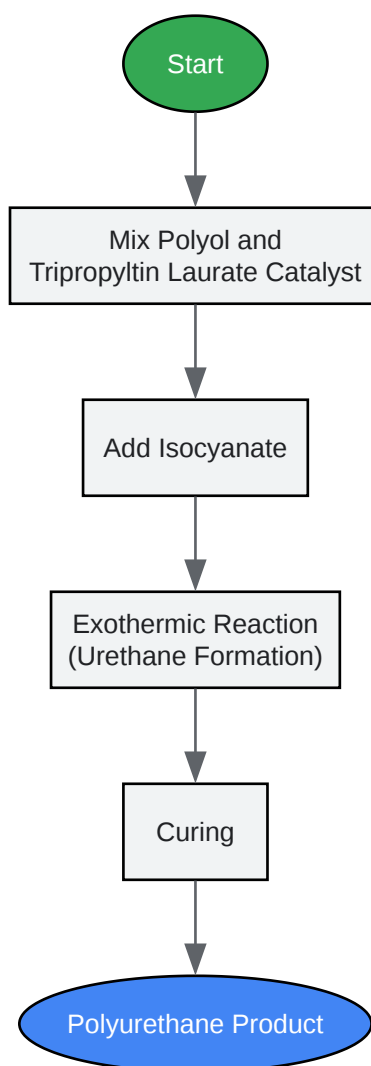 Start
Mix Polyol and
Tripropyltin Laurate Catalyst
Add Isocyanate
Exothermic Reaction
(Urethane Formation)
Curing
Polyurethane Product